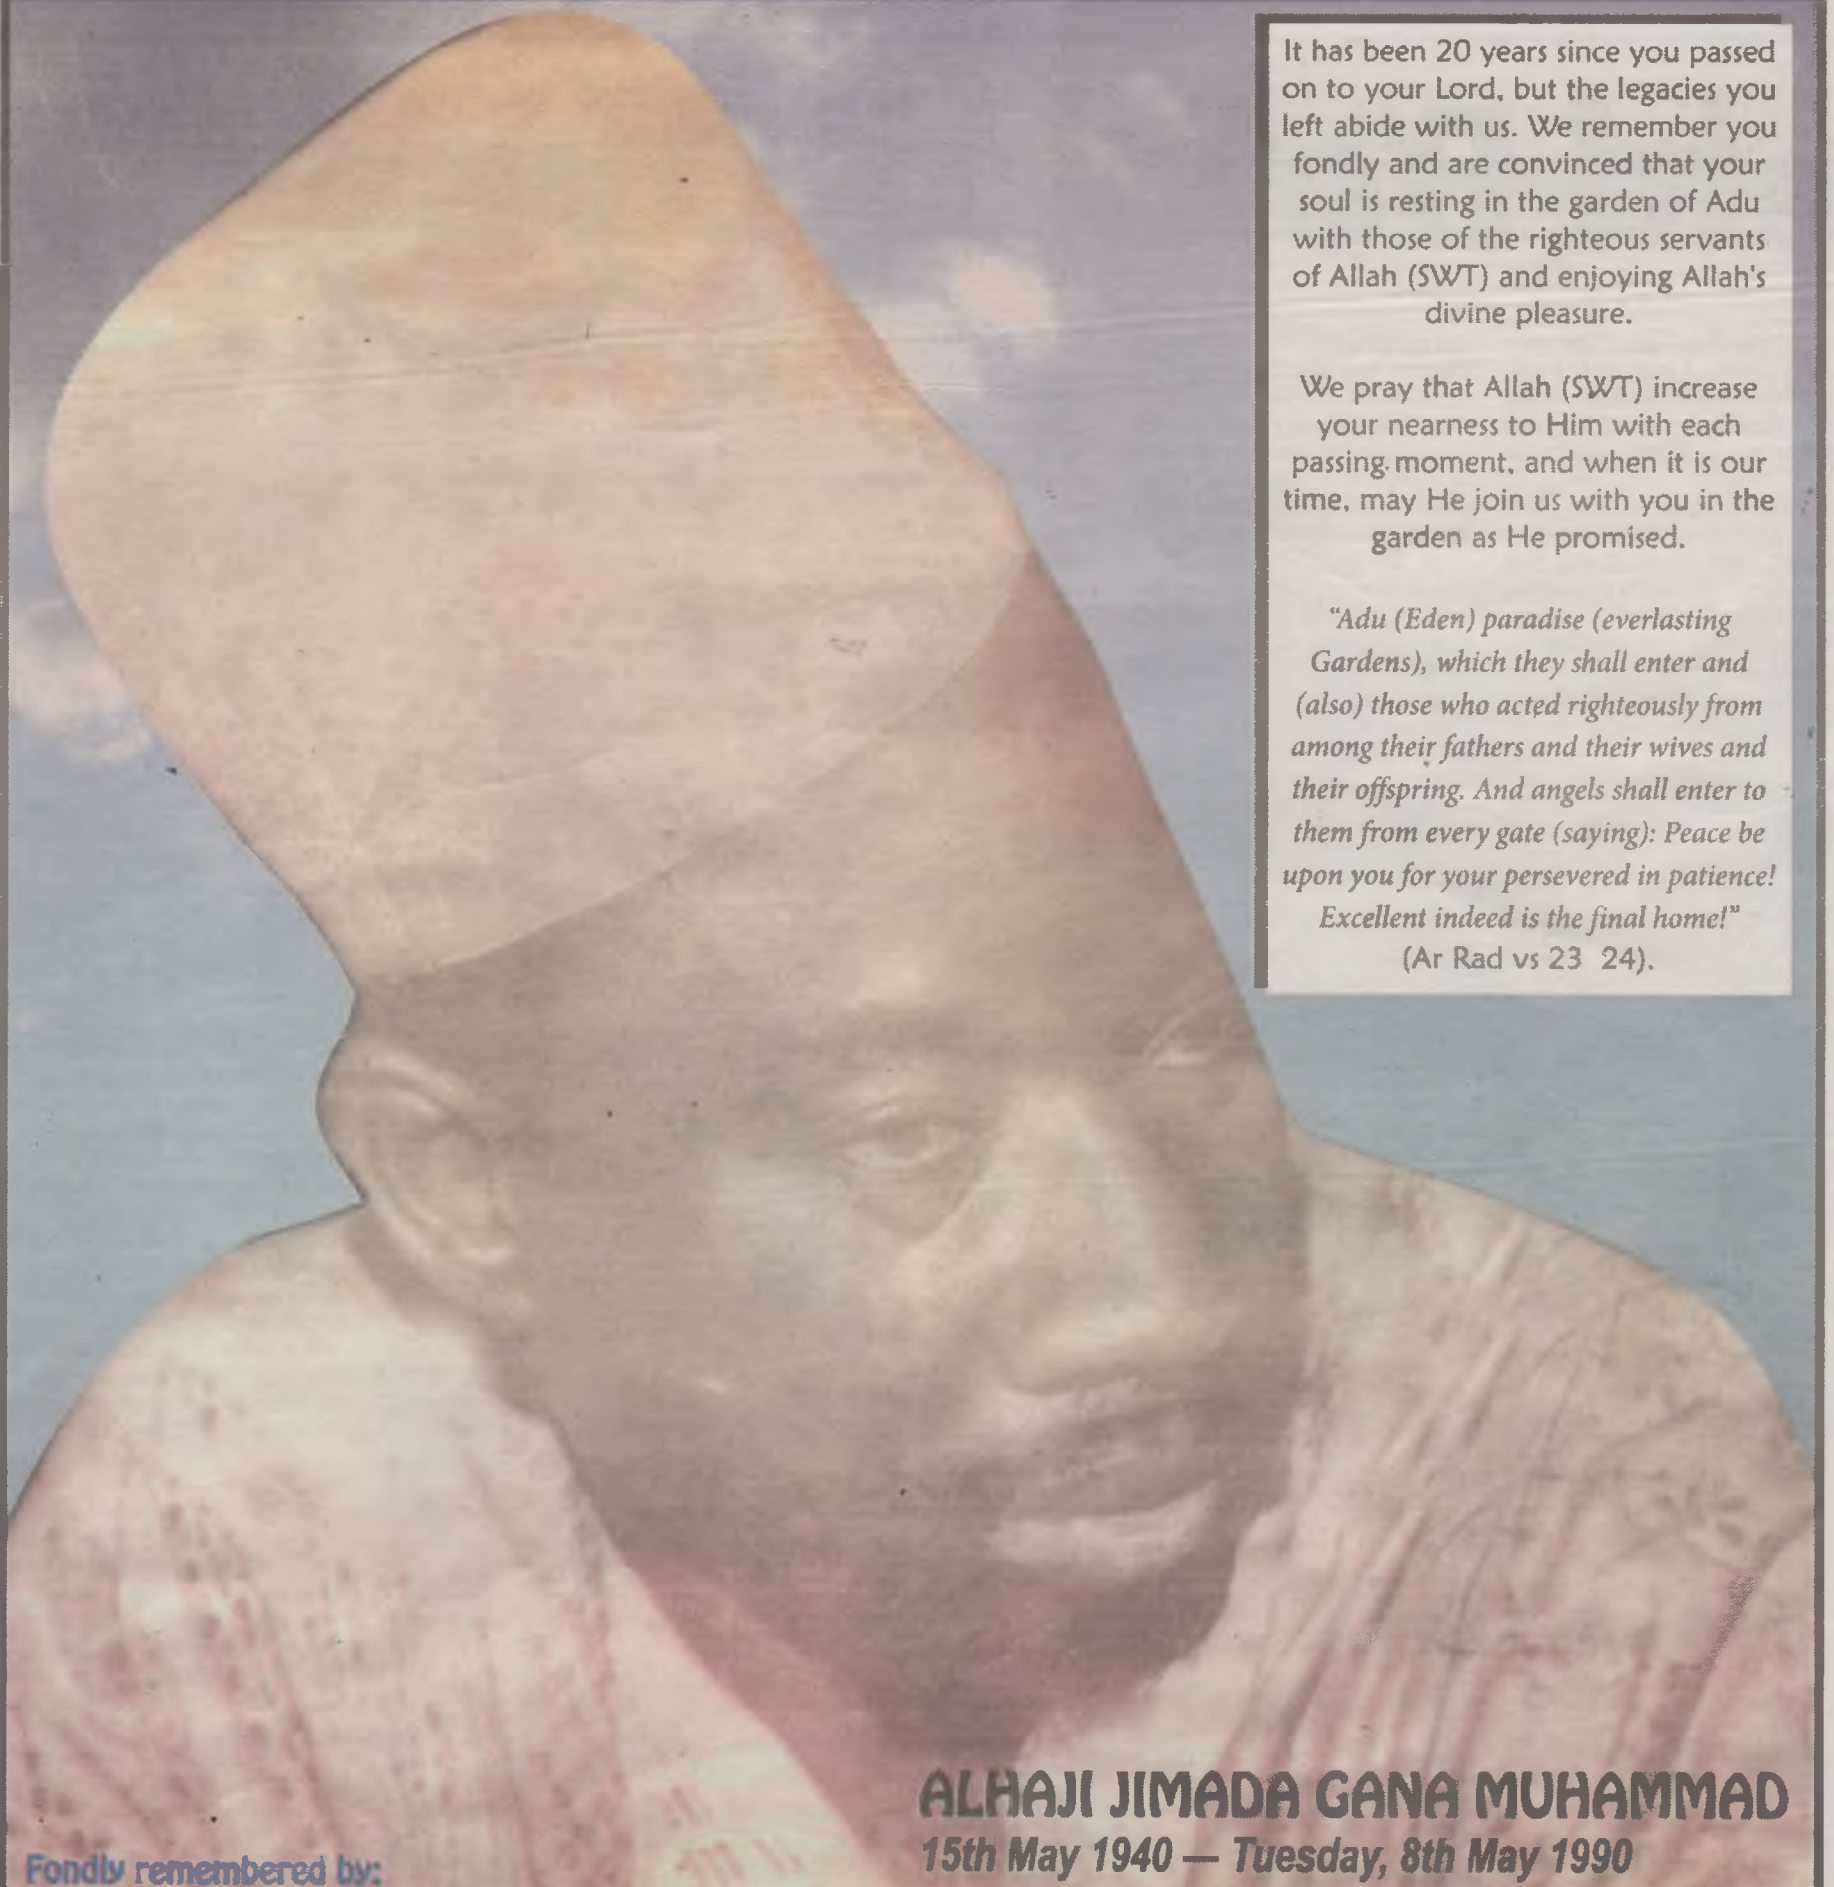 It has been 20 years since you passed
on to your Lord, but the legacies you
left abide with us. We remember you
fondly and are convinced that your
soul is resting in the garden of Adu
with those of the righteous servants
of Allah (SWT) and enjoying Allah's
divine pleasure.
We pray that Allah (SWT) increase
your nearness to Him with each
passing moment, and when it is our
time, may He join us with you in the
garden as He promised.
"Adu (Eden) paradise (everlasting
Gardens), which they shall enter and
(also) those who acted righteously from
among their fathers and their wives and
their offspring. And angels shall enter to
them from every gate (saying): Peace be
upon you for your persevered in patience!
Excellent indeed is the final home!"
(Ar Rad vs 23 24).
ALHAJI JIMADA GANA MUHAMMAD
15th May 1940 — Tuesday, 8th May 1990
Fondly remembered by: